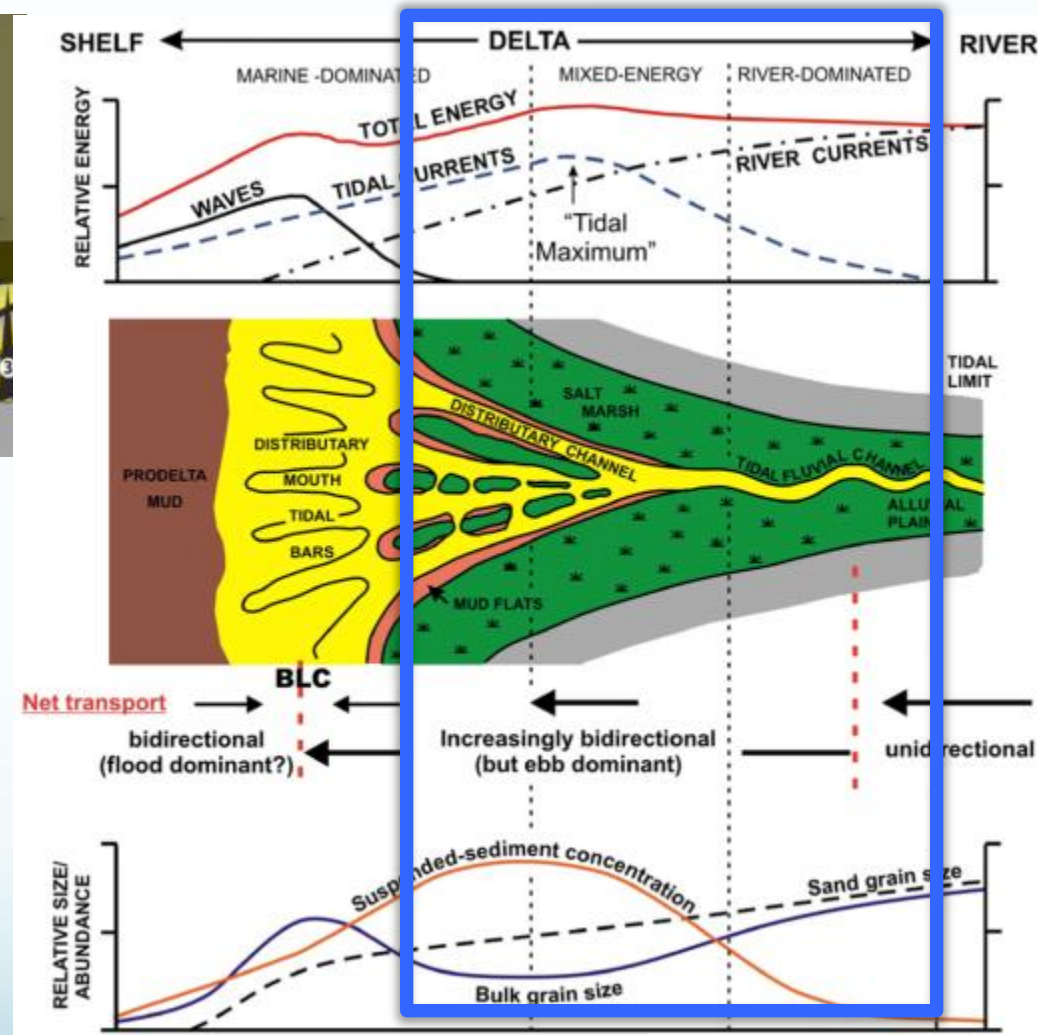 SHELF DELTA RIVER
MARINE -DOMINATED MIXED-ENERGY RIVER-DOMINATED
RELATIVE ENERGY
TOTAL ENERGY
TIDAL CURRENTS
RIVER CURRENTS
WAVES
"Tidal
Maximum"
TIDAL
LIMIT
SALT
MARSH
DISTRIBUTARY CHANNEL
TIDAL FLUVIAL CHANNEL
DISTRIBUTARY
MOUTH
TIDAL
BARS
PRODELTA
MUD
ALLUVIAL
PLAIN
MUD FLATS
BLC
Net transport
bidirectional
(flood dominant?)
Increasingly bidirectional
(but ebb dominant)
unidirectional
RELATIVE SIZE/
ABUNDANCE
Suspended-sediment concentration
Sand grain size
Bulk grain size
3